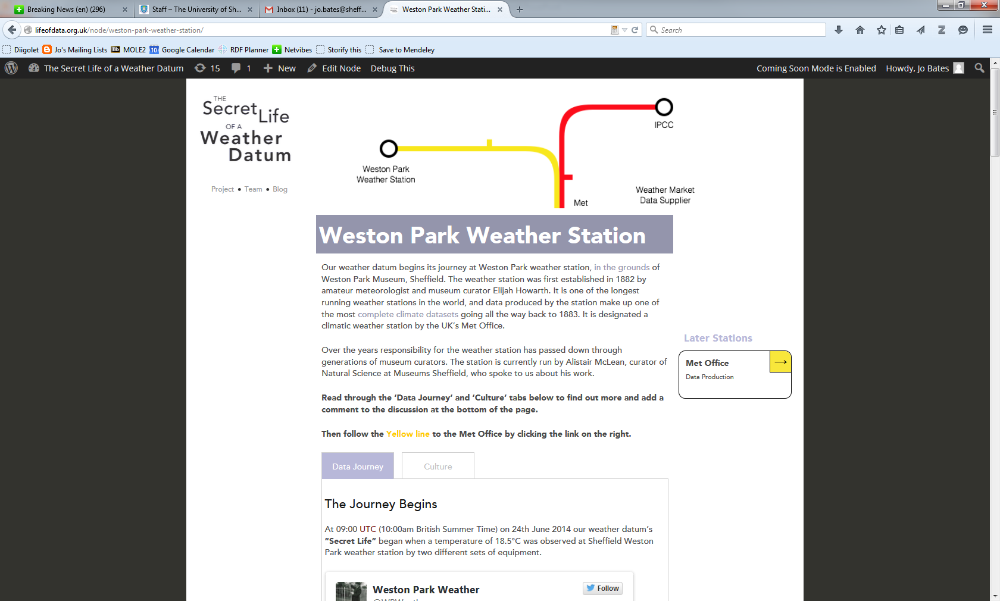 Breaking News (en) (296)
Staff – The University of Sh...
Inbox (11) - jo.bates@sheff...
Weston Park Weather Stati...
lifeofdata.org.uk/node/weston-park-weather-station/
Search
Diigolet
Jo's Mailing Lists
Bb MOLE2
10 Google Calendar
RDF Planner
Netvibes
Storify this
Save to Mendeley
The Secret Life of a Weather Datum
15
1
New
Edit Node
Debug This
Coming Soon Mode is Enabled
Howdy, Jo Bates
THE
Secret Life
OF A
Weather
Datum
Project • Team • Blog
IPCC
Weston Park
Weather Station
Met
Weather Market
Data Supplier
Weston Park Weather Station
Our weather datum begins its journey at Weston Park weather station, in the grounds of
Weston Park Museum, Sheffield. The weather station was first established in 1882 by
amateur meteorologist and museum curator Elijah Howarth. It is one of the longest
running weather stations in the world, and data produced by the station make up one of
the most complete climate datasets going all the way back to 1883. It is designated a
climatic weather station by the UK's Met Office.
Over the years responsibility for the weather station has passed down through
generations of museum curators. The station is currently run by Alistair McLean, curator of
Natural Science at Museums Sheffield, who spoke to us about his work.
Read through the ‘Data Journey’ and ‘Culture’ tabs below to find out more and add a
comment to the discussion at the bottom of the page.
Then follow the Yellow line to the Met Office by clicking the link on the right.
Later Stations
Met Office
→
Data Production
Data Journey
Culture
The Journey Begins
At 09:00 UTC (10:00am British Summer Time) on 24th June 2014 our weather datum's
“Secret Life” began when a temperature of 18.5°C was observed at Sheffield Weston
Park weather station by two different sets of equipment.
Weston Park Weather
Follow